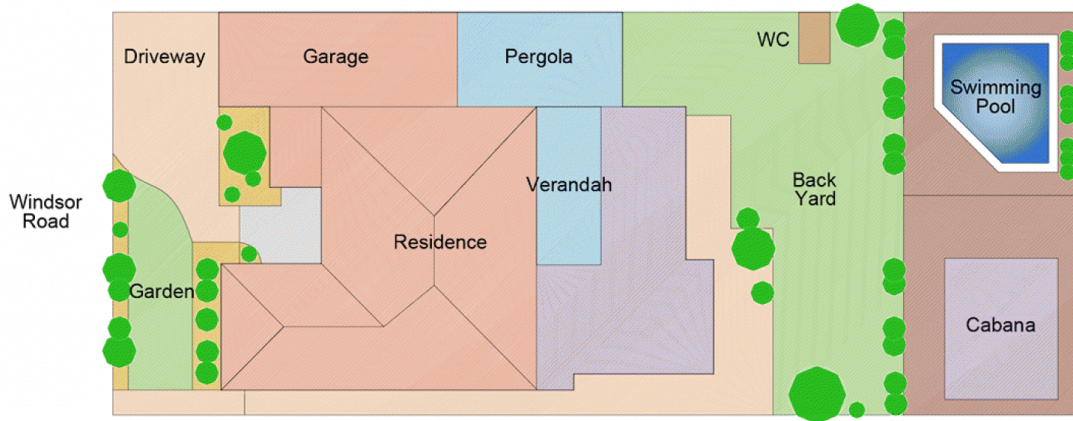 Driveway
Garage
Pergola
WC
Swimming
Pool
Windsor
Road
Verandah
Back
Yard
Residence
Garden
Cabana